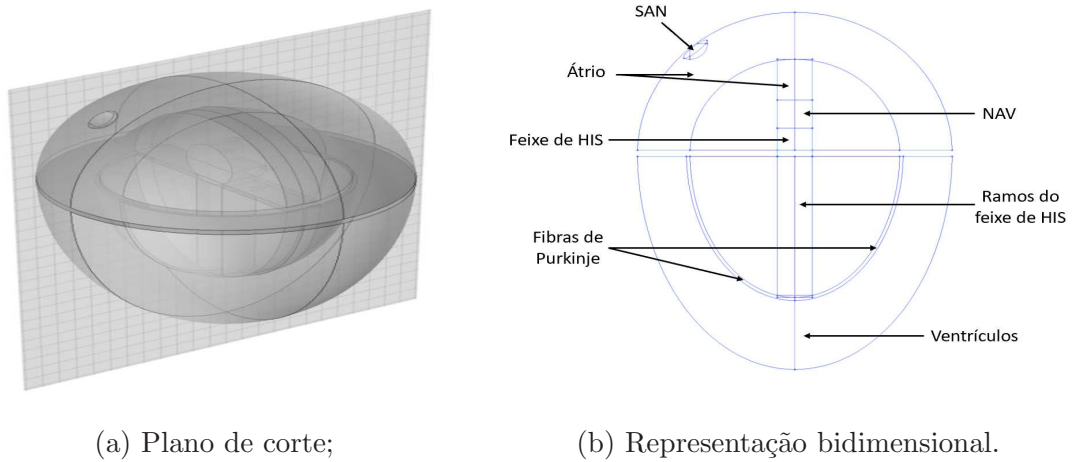 SAN
Átrio
NAV
Feixe de HIS
Ramos do
feixe de HIS
Fibras de
Purkinje
Ventrículos
(a) Plano de corte;
(b) Representação bidimensional.